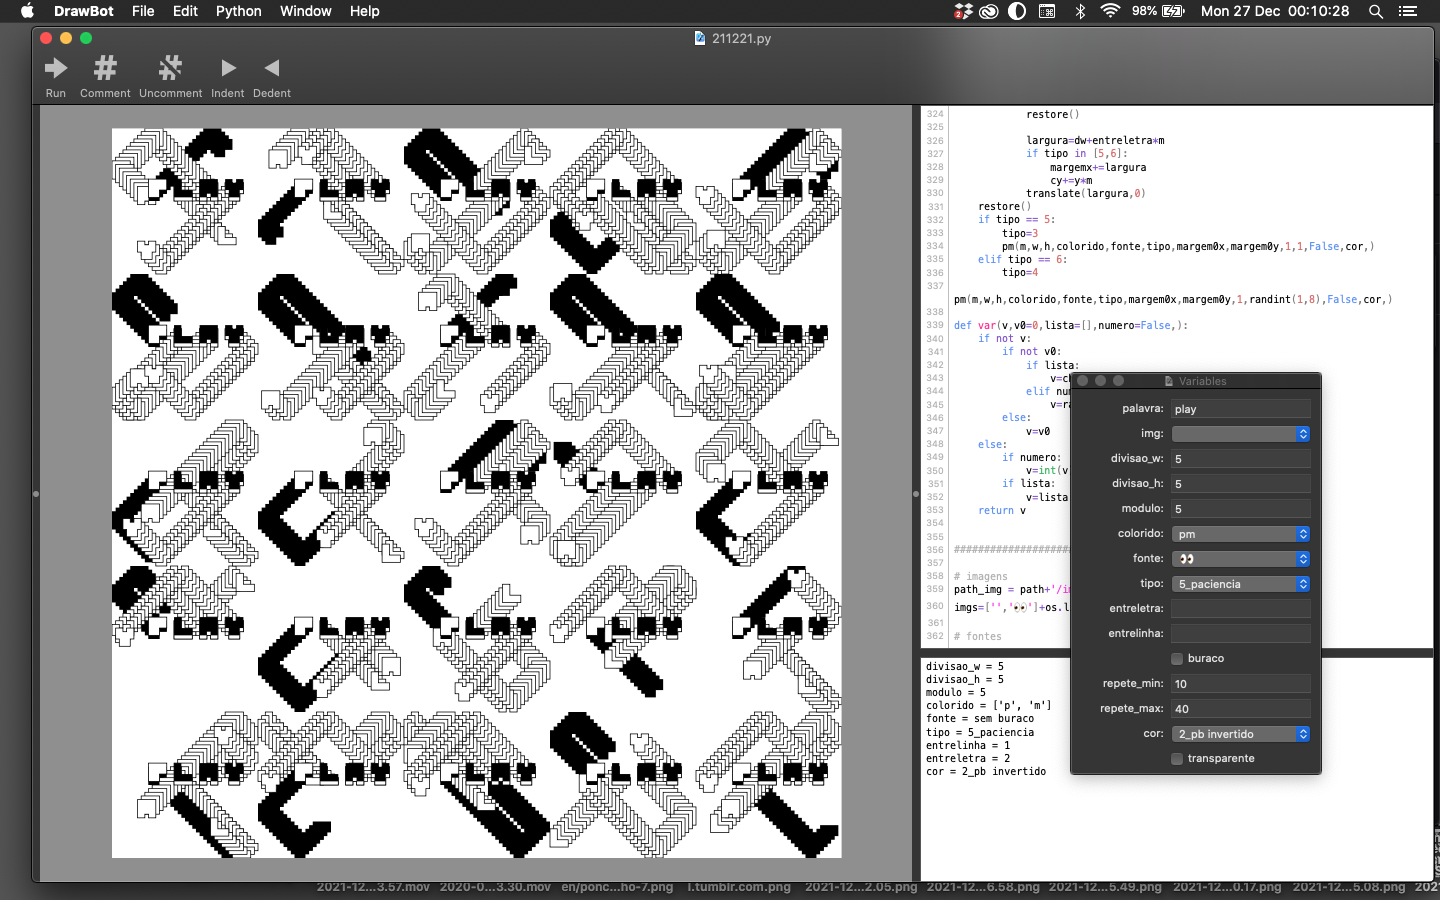 DrawBot File Edit Python Window Help
2 98% Mon 27 Dec 00:10:28
211221.py
Run Comment Uncomment Indent Dedent
324 restore()
325
326 largura=dw+entreletra*m
327 if tipo in [5,6]:
328 margemx+=largura
329 cy+=y*m
330 translate(largura,0)
331 restore()
332 if tipo == 5:
333 tipo=3
334 pm(m,w,h,colorido,fonte,tipo,margem0x,margem0y,1,1,False,cor,)
335 elif tipo == 6:
336 tipo=4
337
pm(m,w,h,colorido,fonte,tipo,margem0x,margem0y,1,randint(1,8),False,cor,)
338
339 def var(v,v0=0,lista=[],numero=False,):
340 if not v:
341 if not v0:
342 if lista:
343 v=c
344 elif nu
345 v=ra
346 else:
347 v=v0
348 else:
349 if numero:
350 v=int(v
351 if lista:
352 v=lista
353 return v
354
355
356 ####################
357
358 # imagens
359 path_img = path+'/i
360 imgs=['','👀']+os.l
361
362 # fontes
Variables
palavra: play
img:
divisao_w: 5
divisao_h: 5
modulo: 5
colorido: pm
fonte: 👀
tipo: 5_paciencia
entreletra:
entrelinha:
buraco
repete_min: 10
repete_max: 40
cor: 2_pb invertido
transparente
divisao_w = 5
divisao_h = 5
modulo = 5
colorido = ['p', 'm']
fonte = sem buraco
tipo = 5_paciencia
entrelinha = 1
entreletra = 2
cor = 2_pb invertido
2021-12...3.57.mov 2020-0...3.30.mov en/ponc...ho-7.png l.tumblr.com.png 2021-12...2.05.png 2021-12...6.58.png 2021-12...5.49.png 2021-12...0.17.png 2021-12...5.08.png 202